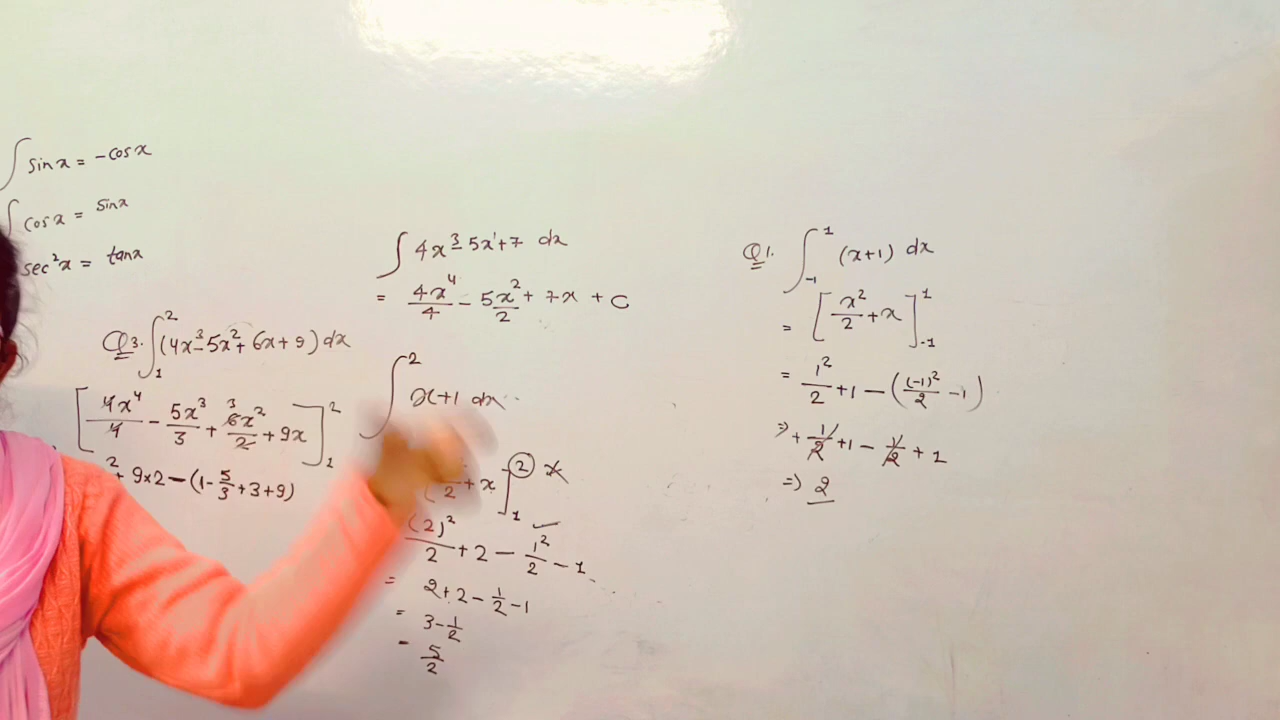 ∫ sin x = -cos x
∫ cos x = sin x
sec²x = tan x
Q3. ∫₁² (4x³ - 5x² + 6x + 9) dx
[4x⁴/4 - 5x³/3 + 6x²/2 3 + 9x]₁²
² + 9×2 - (1 - 5/3 + 3 + 9)
∫ 4x³ - 5x¹ + 7 dx
= 4x⁴/4 - 5x²/2 + 7x + C
∫ ² x+1 dx
/2 + x]₁² x
(2)²/2 + 2 - 1²/2 - 1
= 2 + 2 - 1/2 - 1
= 3 - 1/2
- 5/2
Q1. ∫₋₁¹ (x+1) dx
= [x²/2 + x]₋₁¹
= 1²/2 + 1 - ((-1)²/2 - 1)
⇒ + 1/2 + 1 - 1/2 + 1
=) 2